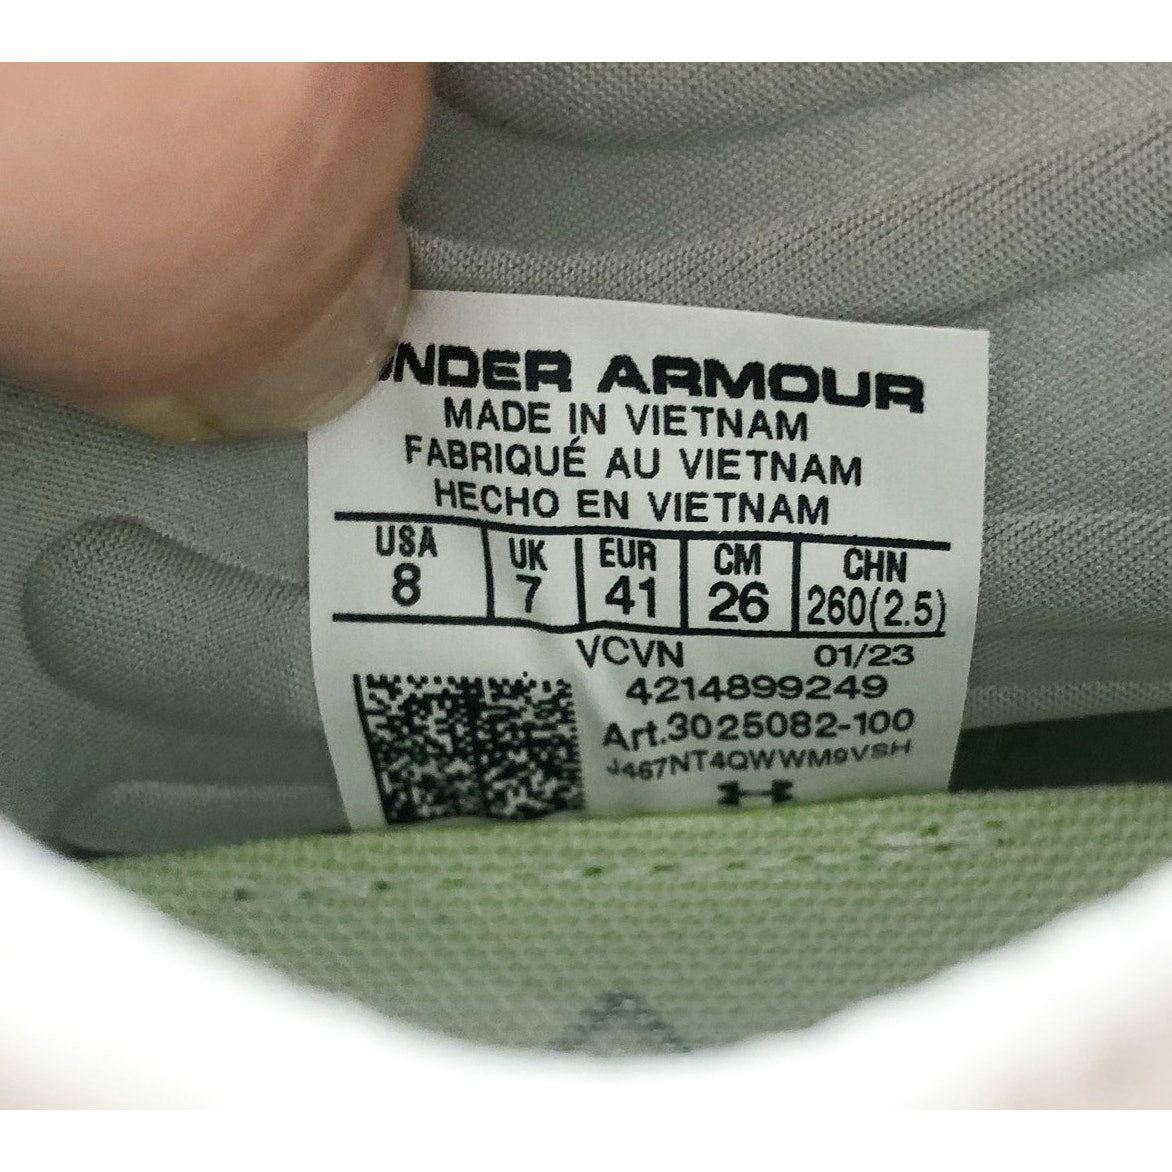 UNDER ARMOUR
MADE IN VIETNAM
FABRIQUÉ AU VIETNAM
HECHO EN VIETNAM
USA UK EUR CM CHN
8 7 41 26 260(2.5)
VCVN 01/23
4214899249
Art.3025082-100
J467NT4QWWM9VSH